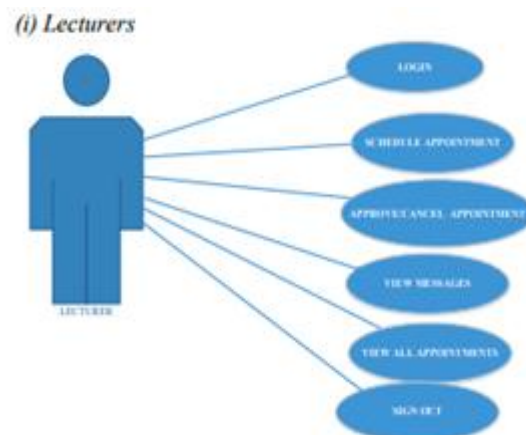 (i) Lecturers
LOGIN
SCHEDULE APPOINTMENT
APPROVE/CANCEL APPOINTMENT
VIEW MESSAGES
VIEW ALL APPOINTMENTS
SIGN OUT
LECTURER